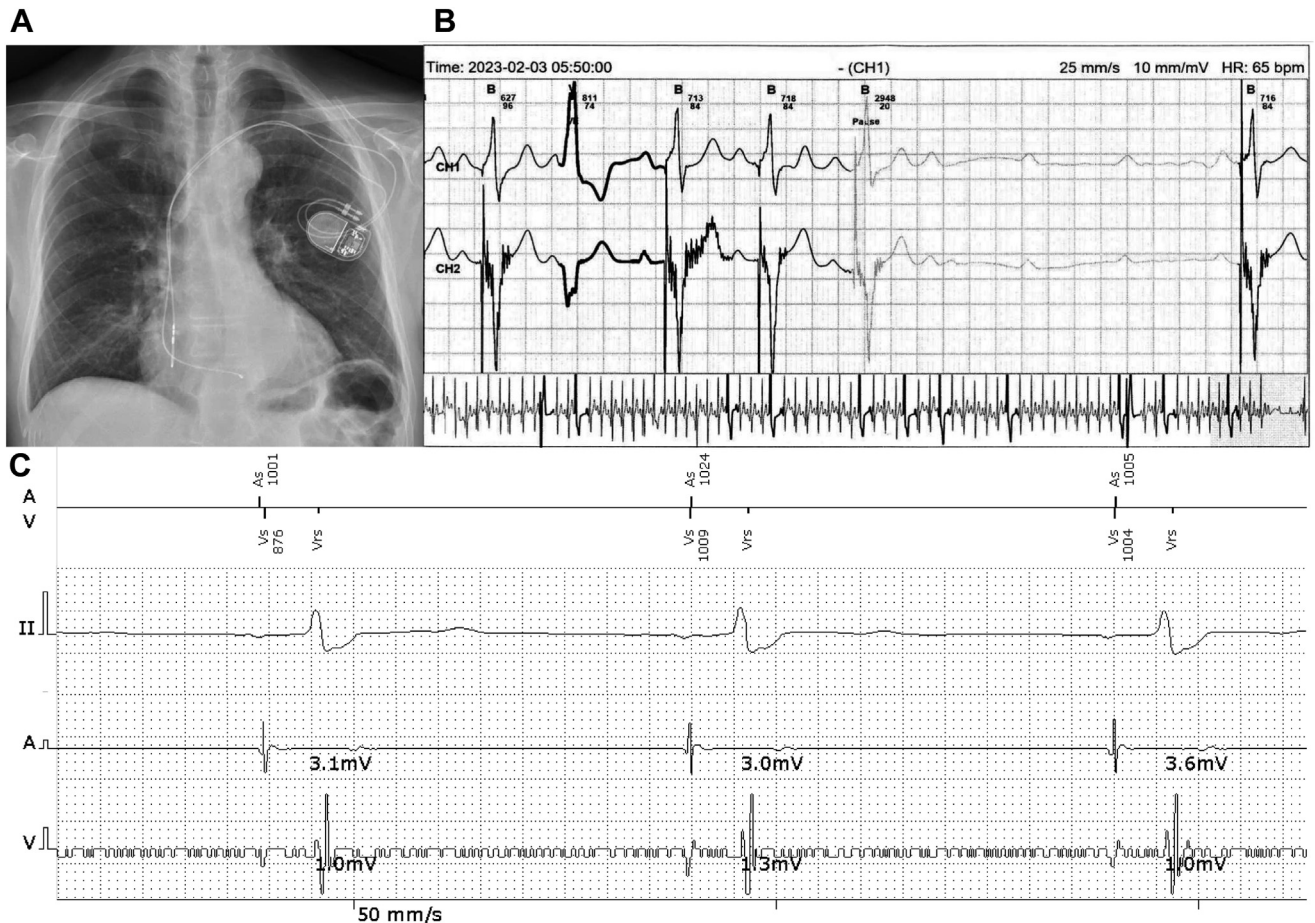 A
B
Time: 2023-02-03 05:50:00 - (CH1) 25 mm/s 10 mm/mV HR: 65 bpm
B 627 96
V 811 74
B 713 84
B 718 84
B 2948 20
Pause
B 716 84
CH1
CH2
C
As 1001
As 1024
As 1005
A
V
Vs 876
Vrs
Vs 1009
Vrs
Vs 1004
Vrs
II
A
3.1mV
3.0mV
3.6mV
V
1.0mV
1.3mV
1.0mV
50 mm/s